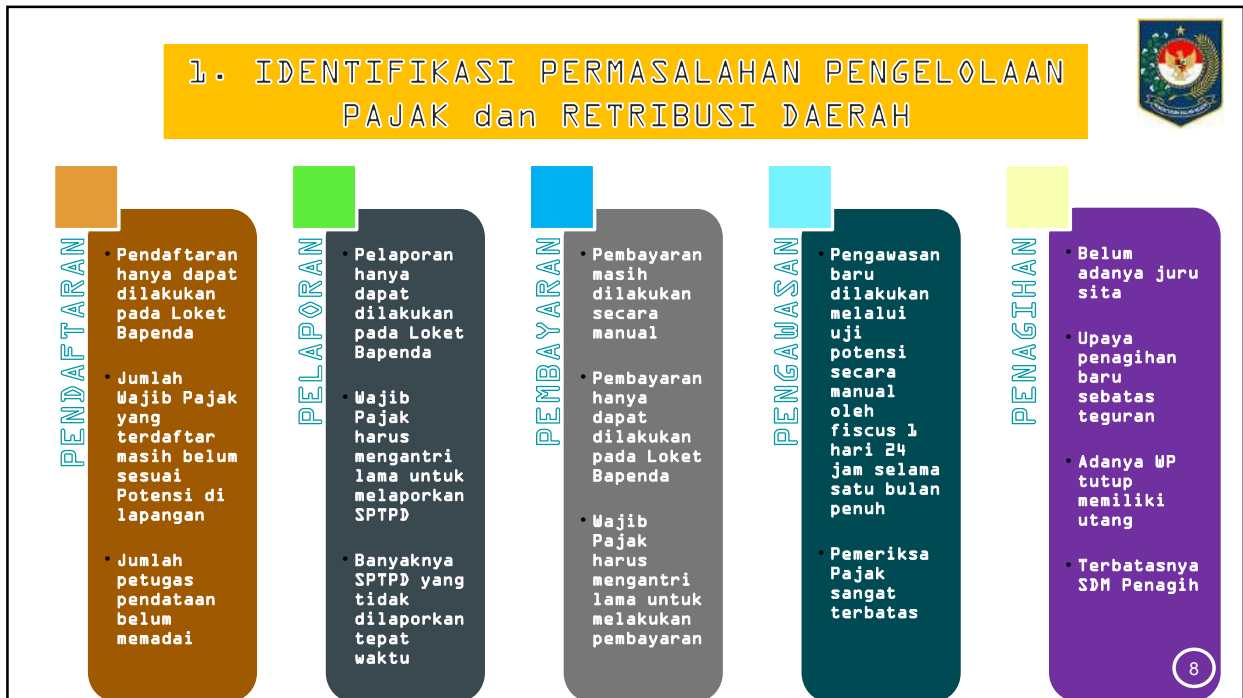 1. IDENTIFIKASI PERMASALAHAN PENGELOLAAN
PAJAK dan RETRIBUSI DAERAH
PENDAFTARAN
• Pendaftaran
hanya dapat
dilakukan
pada Loket
Bapenda
• Jumlah
Wajib Pajak
yang
terdaftar
masih belum
sesuai
Potensi di
lapangan
• Jumlah
petugas
pendataan
belum
memadai
PELAPORAN
• Pelaporan
hanya
dapat
dilakukan
pada Loket
Bapenda
• Wajib
Pajak
harus
mengantri
lama untuk
melaporkan
SPTPD
• Banyaknya
SPTPD yang
tidak
dilaporkan
tepat
waktu
PEMBAYARAN
• Pembayaran
masih
dilakukan
secara
manual
• Pembayaran
hanya
dapat
dilakukan
pada Loket
Bapenda
• Wajib
Pajak
harus
mengantri
lama untuk
melakukan
pembayaran
PENGAWASAN
• Pengawasan
baru
dilakukan
melalui
uji
potensi
secara
manual
oleh
fiscus 1
hari 24
jam selama
satu bulan
penuh
• Pemeriksa
Pajak
sangat
terbatas
PENAGIHAN
• Belum
adanya juru
sita
• Upaya
penagihan
baru
sebatas
teguran
• Adanya WP
tutup
memiliki
utang
• Terbatasnya
SDM Penagih
8